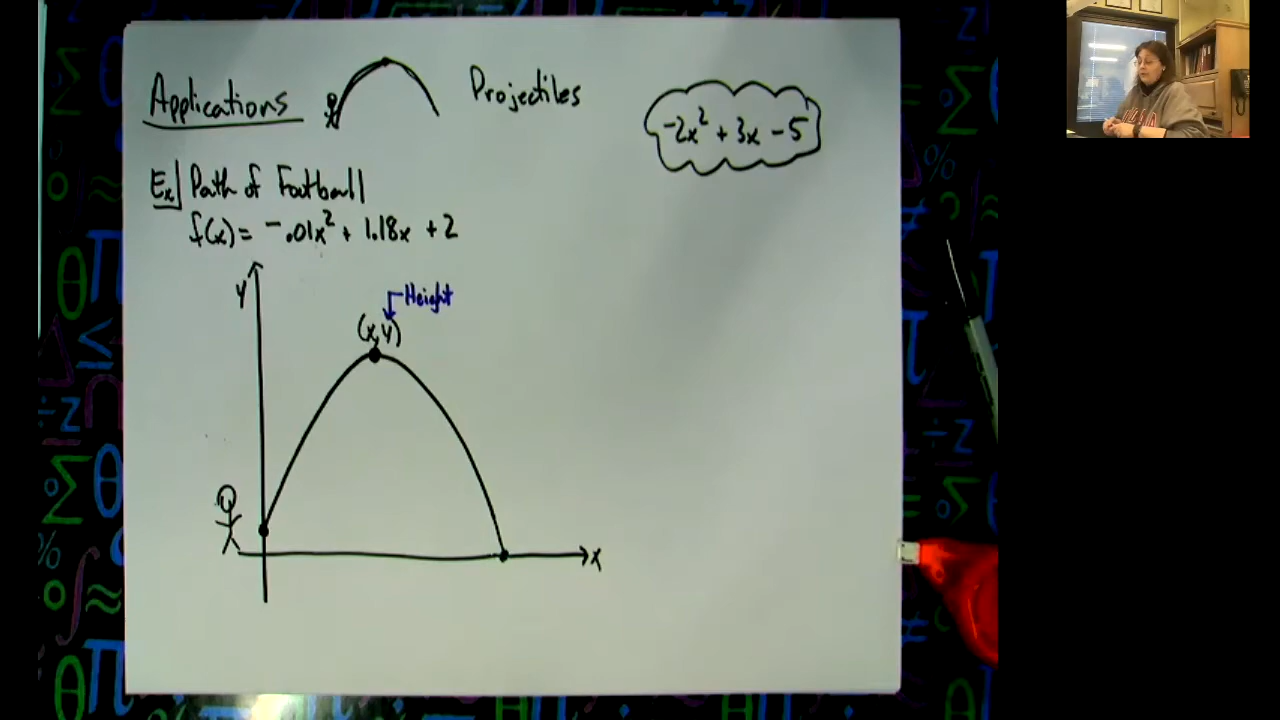 Applications
Projectiles
-2x² + 3x - 5
Ex Path of Football
f(x) = -.01x² + 1.18x + 2
y
Height
(x,y)
x